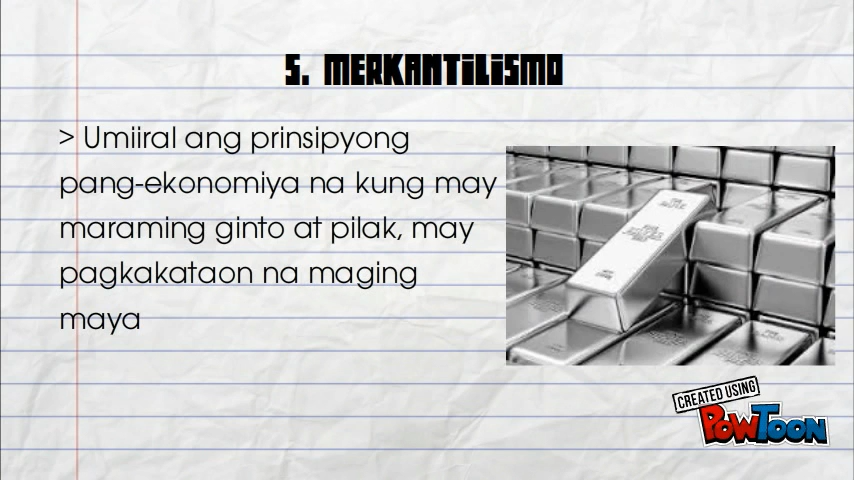 5. MERKANTILISMO
> Umiiral ang prinsipyong
pang-ekonomiya na kung may
maraming ginto at pilak, may
pagkakataon na maging
maya
CREATED USING
POWTOON